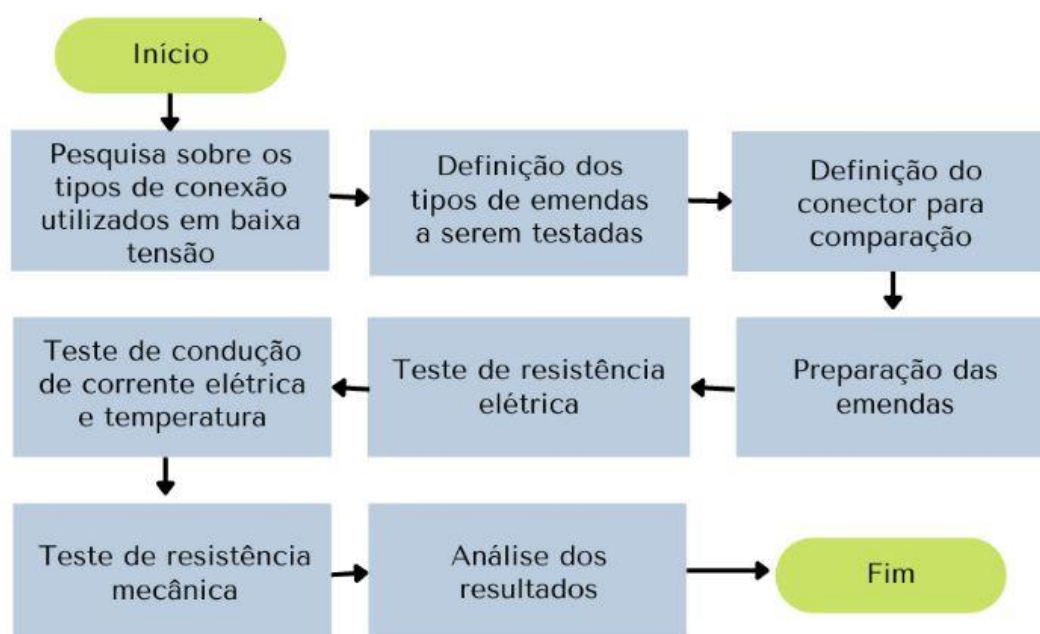 Início
Pesquisa sobre os
tipos de conexão
utilizados em baixa
tensão
Definição dos
tipos de emendas
a serem testadas
Definição do
conector para
comparação
Preparação das
emendas
Teste de resistência
elétrica
Teste de condução
de corrente elétrica
e temperatura
Teste de resistência
mecânica
Análise dos
resultados
Fim